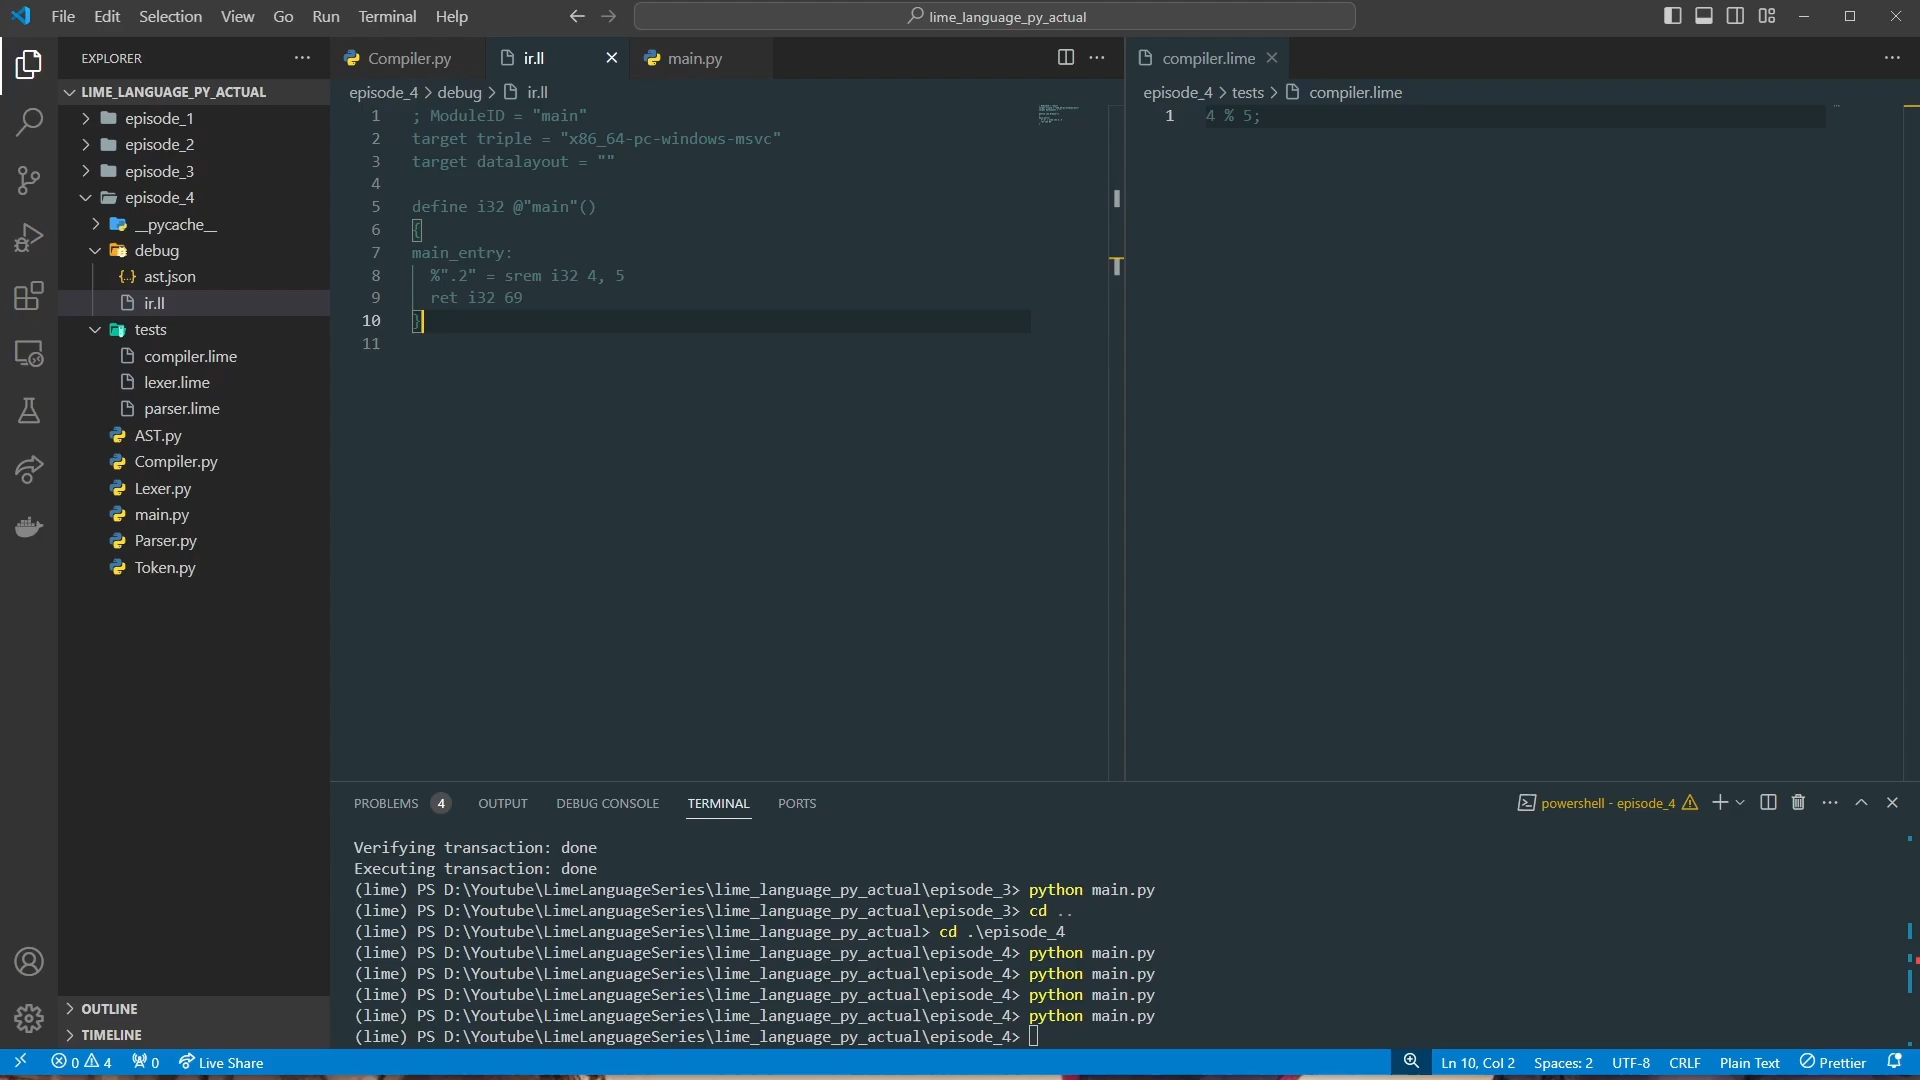 File Edit Selection View Go Run Terminal Help
lime_language_py_actual
EXPLORER
LIME_LANGUAGE_PY_ACTUAL
episode_1
episode_2
episode_3
episode_4
__pycache__
debug
ast.json
ir.ll
tests
compiler.lime
lexer.lime
parser.lime
AST.py
Compiler.py
Lexer.py
main.py
Parser.py
Token.py
OUTLINE
TIMELINE
Compiler.py ir.ll main.py
episode_4 > debug > ir.ll
1 ; ModuleID = "main"
2 target triple = "x86_64-pc-windows-msvc"
3 target datalayout = ""
4
5 define i32 @"main"()
6 {
7 main_entry:
8 %".2" = srem i32 4, 5
9 ret i32 69
10 }
11
compiler.lime
episode_4 > tests > compiler.lime
1 4 % 5;
PROBLEMS 4 OUTPUT DEBUG CONSOLE TERMINAL PORTS
powershell - episode_4
Verifying transaction: done
Executing transaction: done
(lime) PS D:\Youtube\LimeLanguageSeries\lime_language_py_actual\episode_3> python main.py
(lime) PS D:\Youtube\LimeLanguageSeries\lime_language_py_actual\episode_3> cd ..
(lime) PS D:\Youtube\LimeLanguageSeries\lime_language_py_actual> cd .\episode_4
(lime) PS D:\Youtube\LimeLanguageSeries\lime_language_py_actual\episode_4> python main.py
(lime) PS D:\Youtube\LimeLanguageSeries\lime_language_py_actual\episode_4> python main.py
(lime) PS D:\Youtube\LimeLanguageSeries\lime_language_py_actual\episode_4> python main.py
(lime) PS D:\Youtube\LimeLanguageSeries\lime_language_py_actual\episode_4> python main.py
(lime) PS D:\Youtube\LimeLanguageSeries\lime_language_py_actual\episode_4>
0 4 0 Live Share Ln 10, Col 2 Spaces: 2 UTF-8 CRLF Plain Text Prettier